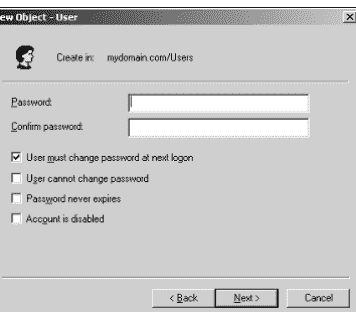 ew Object - User
Create in: mydomain.com/Users
Password:
Confirm password:
User must change password at next logon
User cannot change password
Password never expires
Account is disabled
< Back Next > Cancel